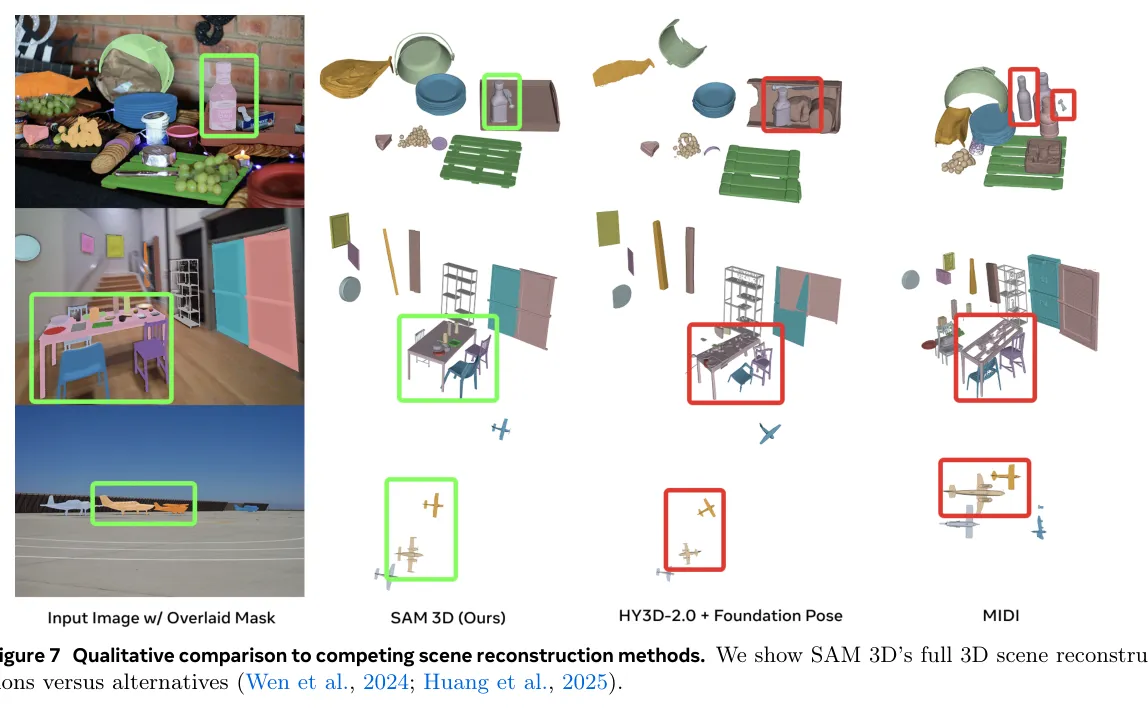 Input Image w/ Overlaid Mask
SAM 3D (Ours)
HY3D-2.0 + Foundation Pose
MIDI
igure 7 Qualitative comparison to competing scene reconstruction methods. We show SAM 3D's full 3D scene reconstru
ions versus alternatives (Wen et al., 2024; Huang et al., 2025).